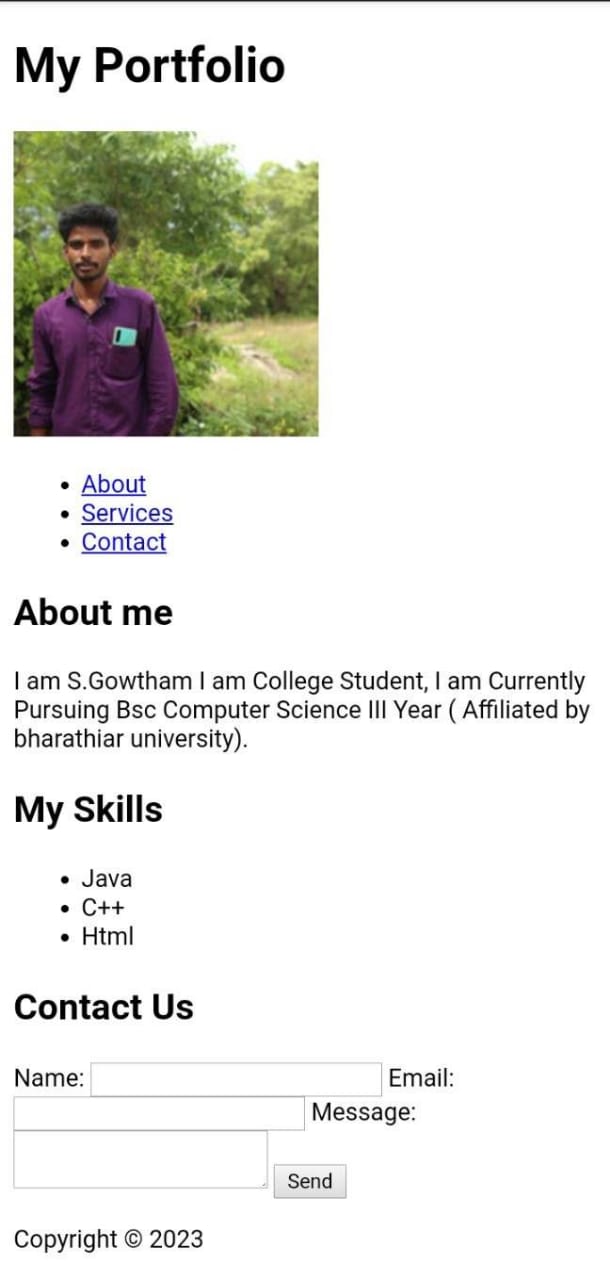 My Portfolio
About
Services
Contact
About me
I am S.Gowtham I am College Student, I am Currently
Pursuing Bsc Computer Science III Year ( Affiliated by
bharathiar university).
My Skills
Java
C++
Html
Contact Us
Name: Email:
Message:
Send
Copyright © 2023